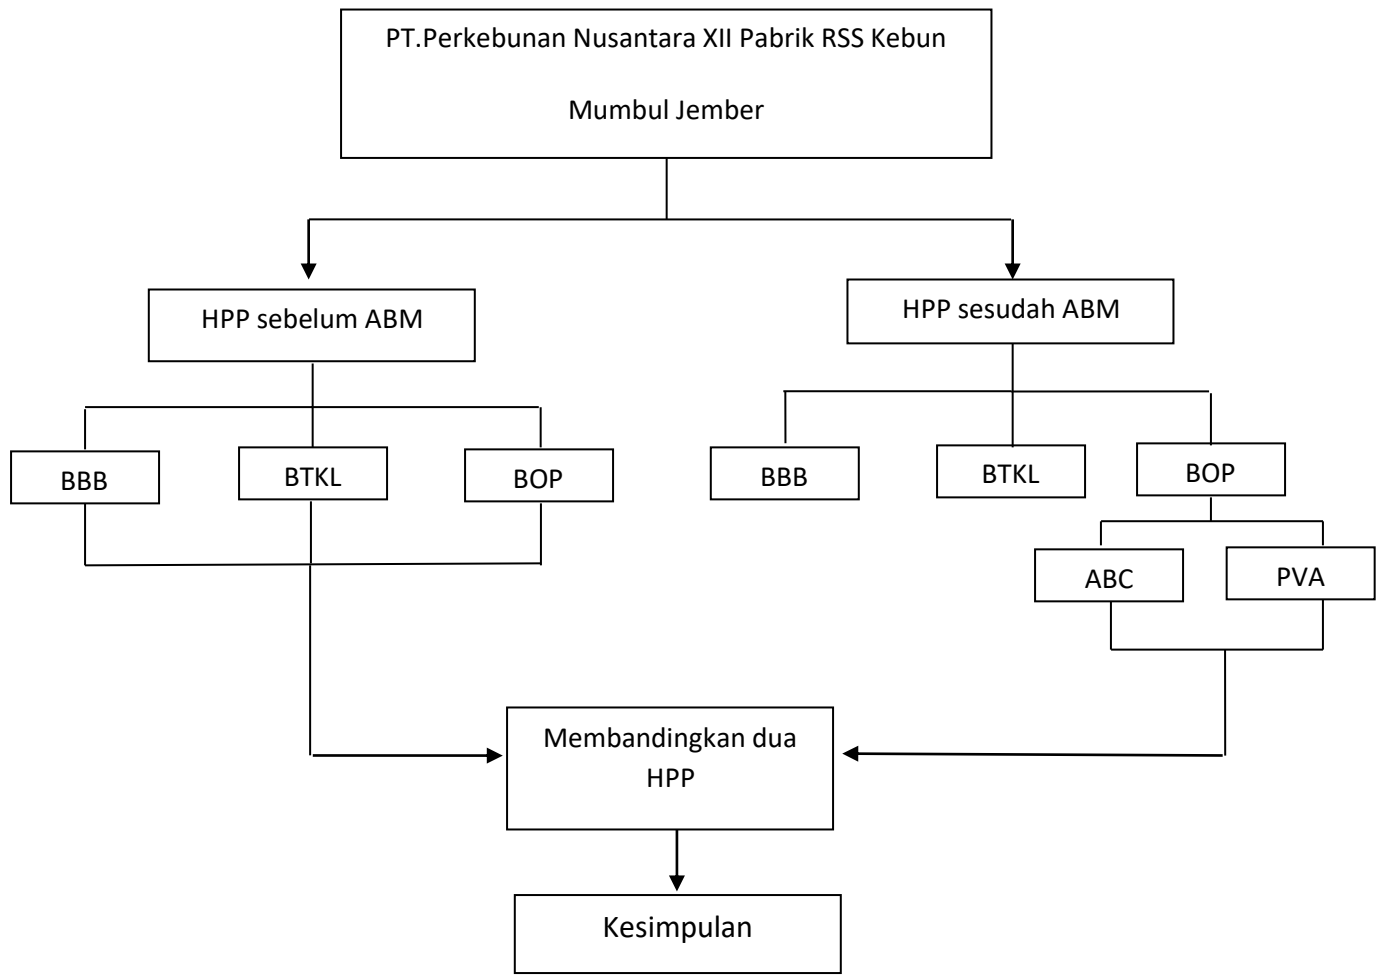 PT.Perkebunan Nusantara XII Pabrik RSS Kebun
Mumbul Jember
HPP sebelum ABM
HPP sesudah ABM
BBB
BTKL
BOP
BBB
BTKL
BOP
ABC
PVA
Membandingkan dua
HPP
Kesimpulan